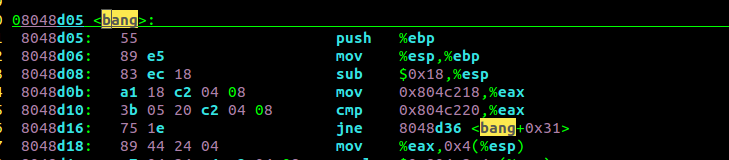 08048d05 <bang>:
8048d05: 55 push %ebp
8048d06: 89 e5 mov %esp,%ebp
8048d08: 83 ec 18 sub $0x18,%esp
8048d0b: a1 18 c2 04 08 mov 0x804c218,%eax
8048d10: 3b 05 20 c2 04 08 cmp 0x804c220,%eax
8048d16: 75 1e jne 8048d36 <bang+0x31>
8048d18: 89 44 24 04 mov %eax,0x4(%esp)